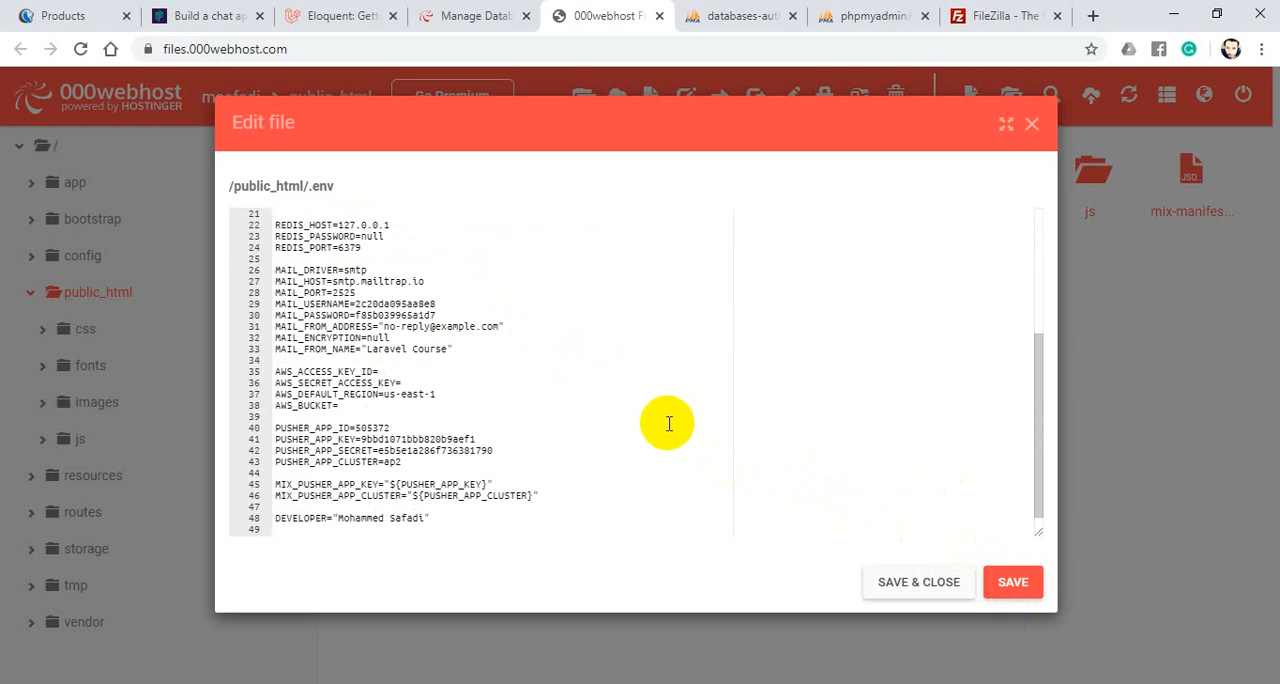 Products
Build a chat ap
Eloquent: Gett
Manage Datab
000webhost F
databases-aut
phpmyadmin.
FileZilla - The
files.000webhost.com
000webhost
powered by HOSTINGER
public_html
Go Premium
Edit file
/
app
bootstrap
config
public_html
css
fonts
images
js
resources
routes
storage
tmp
vendor
/public_html/.env
21
22 REDIS_HOST=127.0.0.1
23 REDIS_PASSWORD=null
24 REDIS_PORT=6379
25
26 MAIL_DRIVER=smtp
27 MAIL_HOST=smtp.mailtrap.io
28 MAIL_PORT=2525
29 MAIL_USERNAME=2c20da095aa8e8
30 MAIL_PASSWORD=f85b039965a1d7
31 MAIL_FROM_ADDRESS="no-reply@example.com"
32 MAIL_ENCRYPTION=null
33 MAIL_FROM_NAME="Laravel Course"
34
35 AWS_ACCESS_KEY_ID=
36 AWS_SECRET_ACCESS_KEY=
37 AWS_DEFAULT_REGION=us-east-1
38 AWS_BUCKET=
39
40 PUSHER_APP_ID=505372
41 PUSHER_APP_KEY=9bbd1071bbb820b9aef1
42 PUSHER_APP_SECRET=e5b5e1a286f736381790
43 PUSHER_APP_CLUSTER=ap2
44
45 MIX_PUSHER_APP_KEY="${PUSHER_APP_KEY}"
46 MIX_PUSHER_APP_CLUSTER="${PUSHER_APP_CLUSTER}"
47
48 DEVELOPER="Mohammed Safadi"
49
SAVE & CLOSE
SAVE
js
JSO..
mix-manifes...